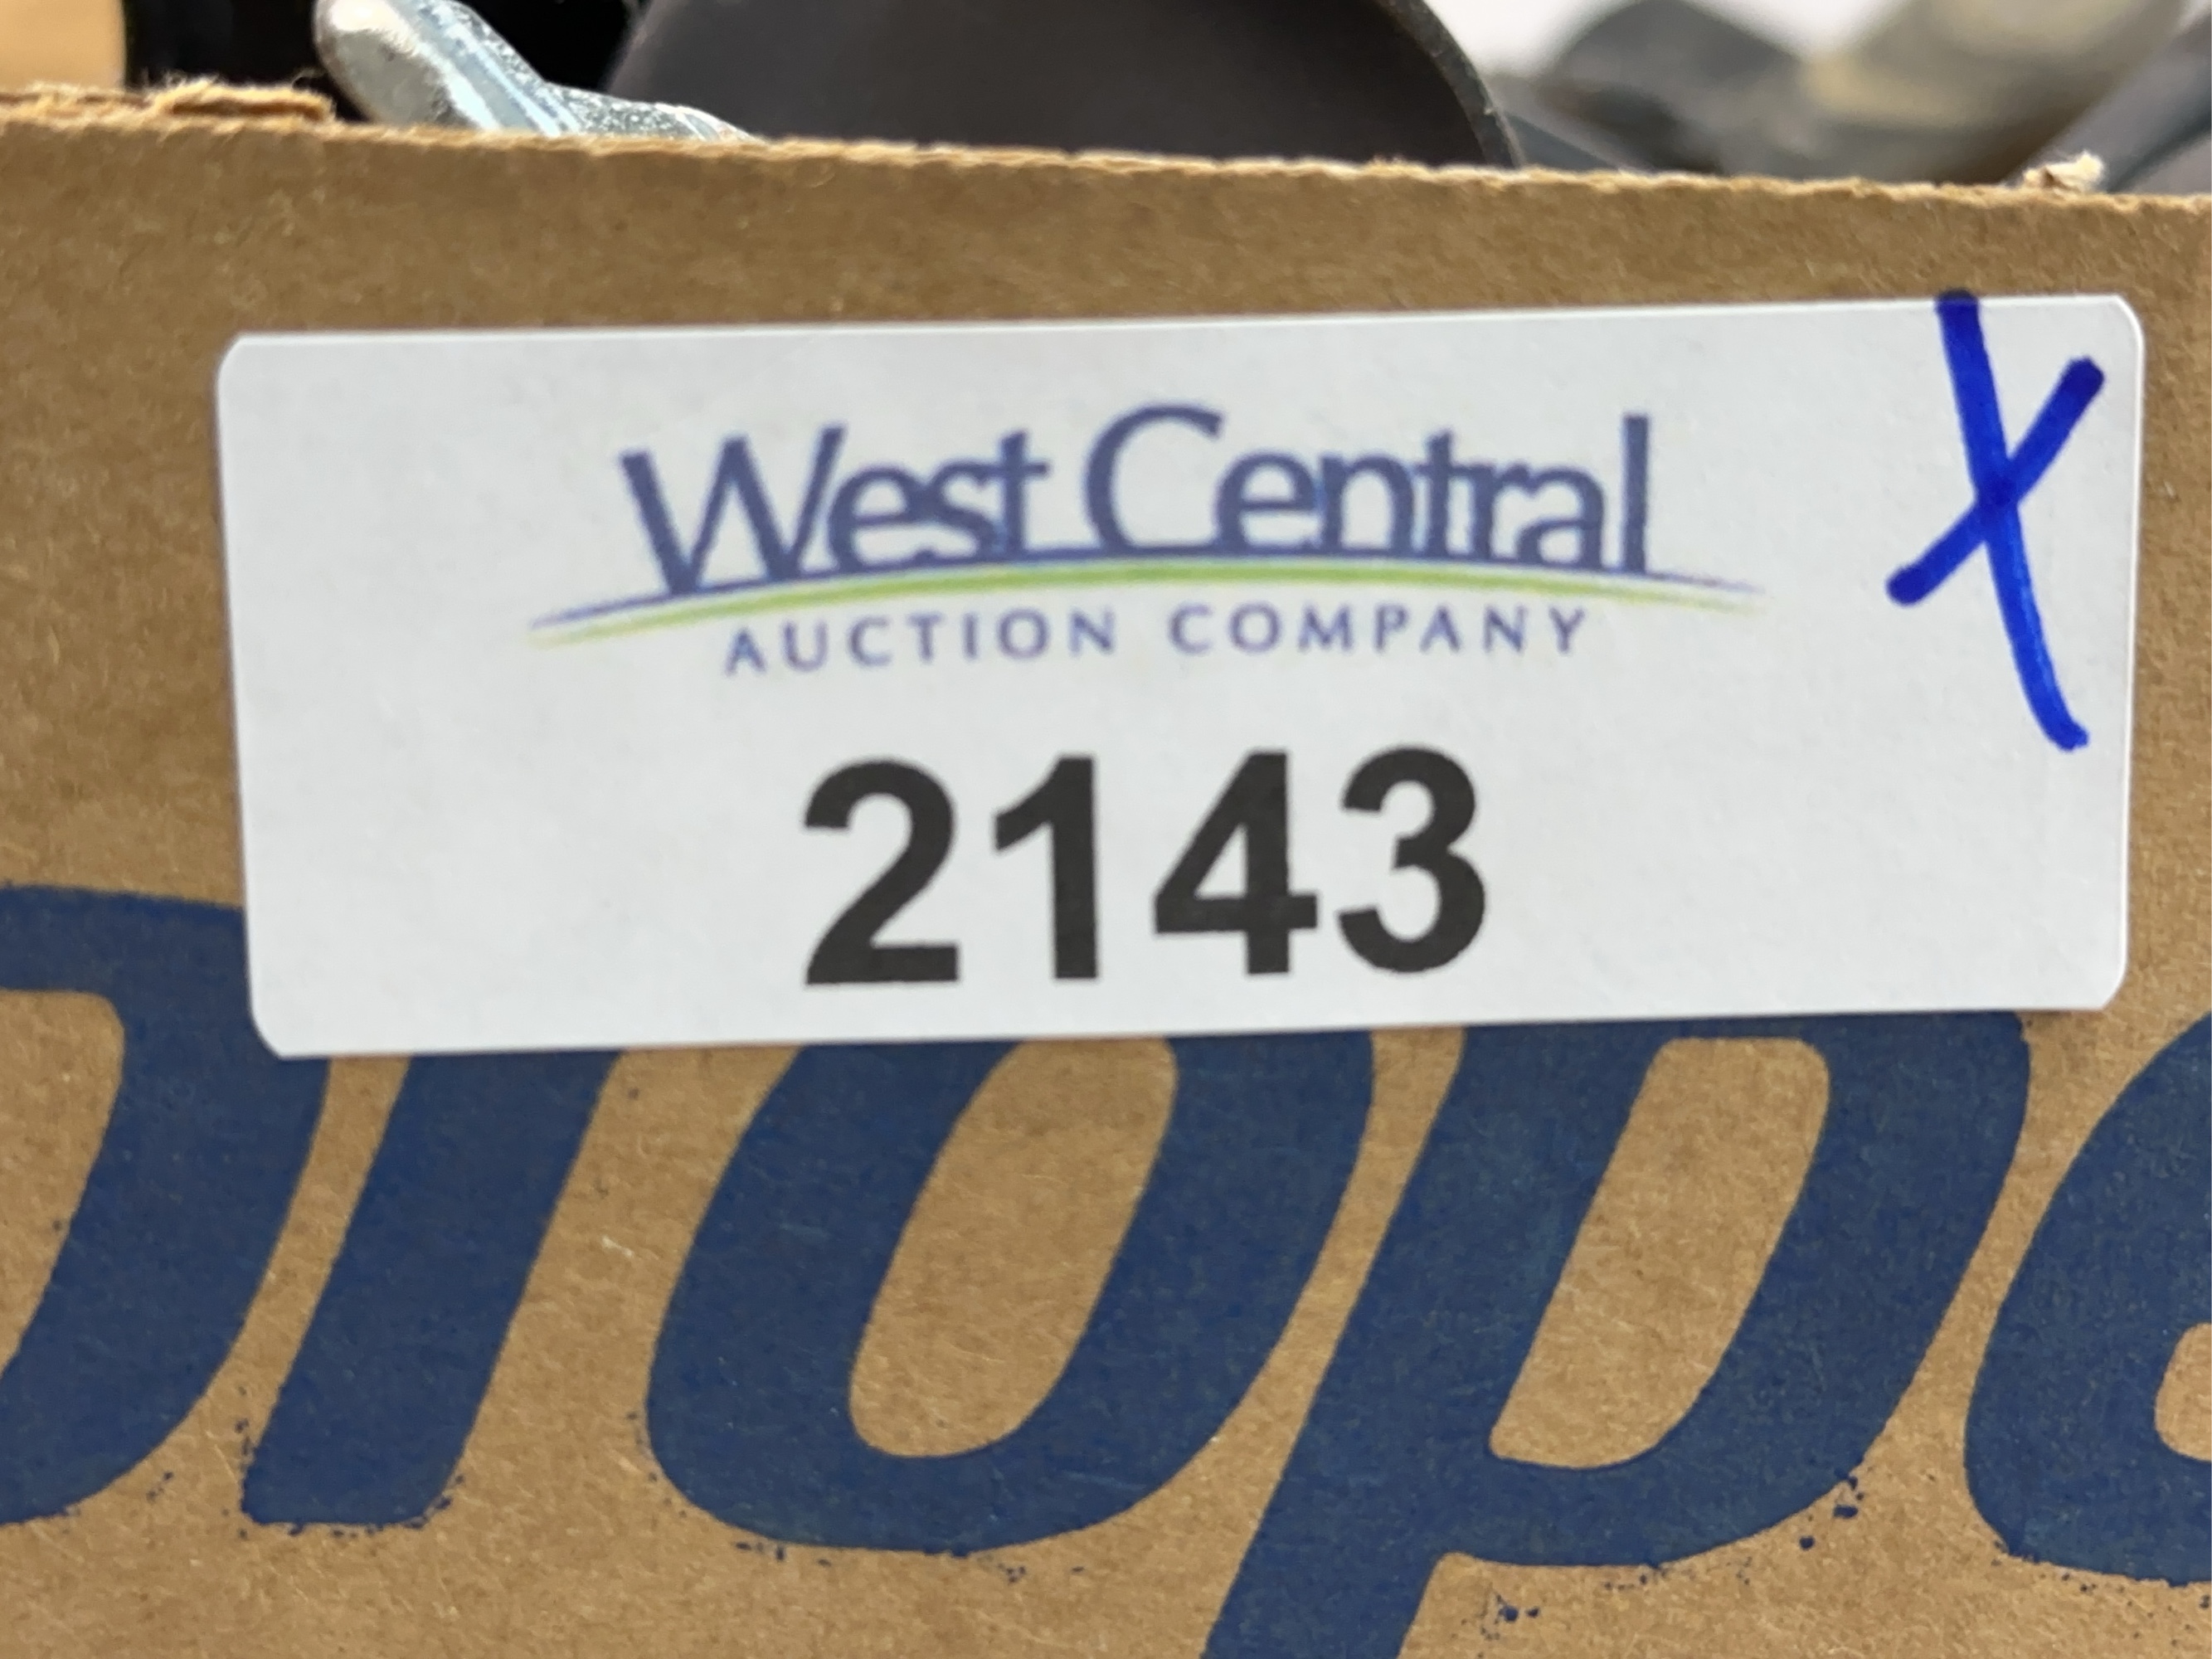 West Central
AUCTION COMPANY
X
2143